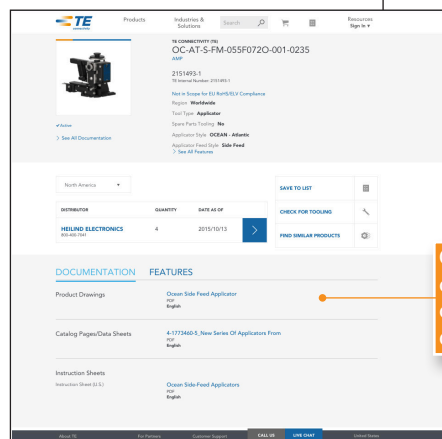 TE
connectivity
Products
Industries &
Solutions
Search
Resources
Sign In ▾
TE CONNECTIVITY (TE)
OC-AT-S-FM-055F072O-001-0235
AMP
2151493-1
TE Internal Number: 2151493-1
Not in Scope for EU RoHS/ELV Compliance
Region Worldwide
Tool Type Applicator
Spare Parts Tooling No
Applicator Style OCEAN - Atlantic
Applicator Feed Style Side Feed
> See All Features
✓Active
> See All Documentation
North America ▾
DISTRIBUTOR QUANTITY DATE AS OF
HEILIND ELECTRONICS 4 2015/10/13 >
SAVE TO LIST
CHECK FOR TOOLING
FIND SIMILAR PRODUCTS
DOCUMENTATION FEATURES
Product Drawings
Ocean Side Feed Applicator
PDF
English
Catalog Pages/Data Sheets
4-1773460-5_New Series Of Applicators From
PDF
English
Instruction Sheets
Instruction Sheet (U.S.)
Ocean Side-Feed Applicators
PDF
English
About TE For Partners Customer Support CALL US LIVE CHAT United States